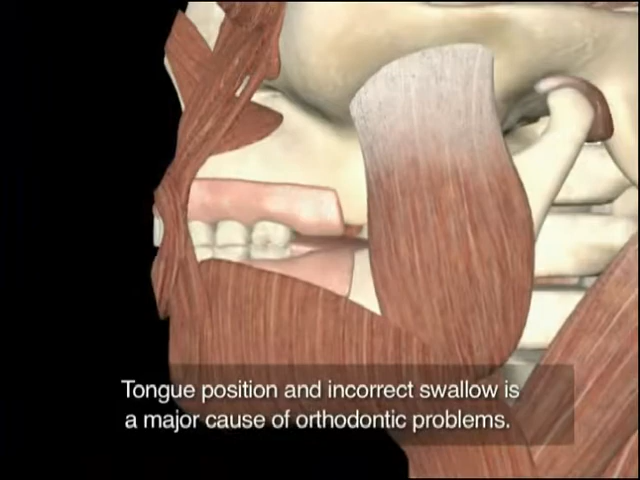 Tongue position and incorrect swallow is
a major cause of orthodontic problems.